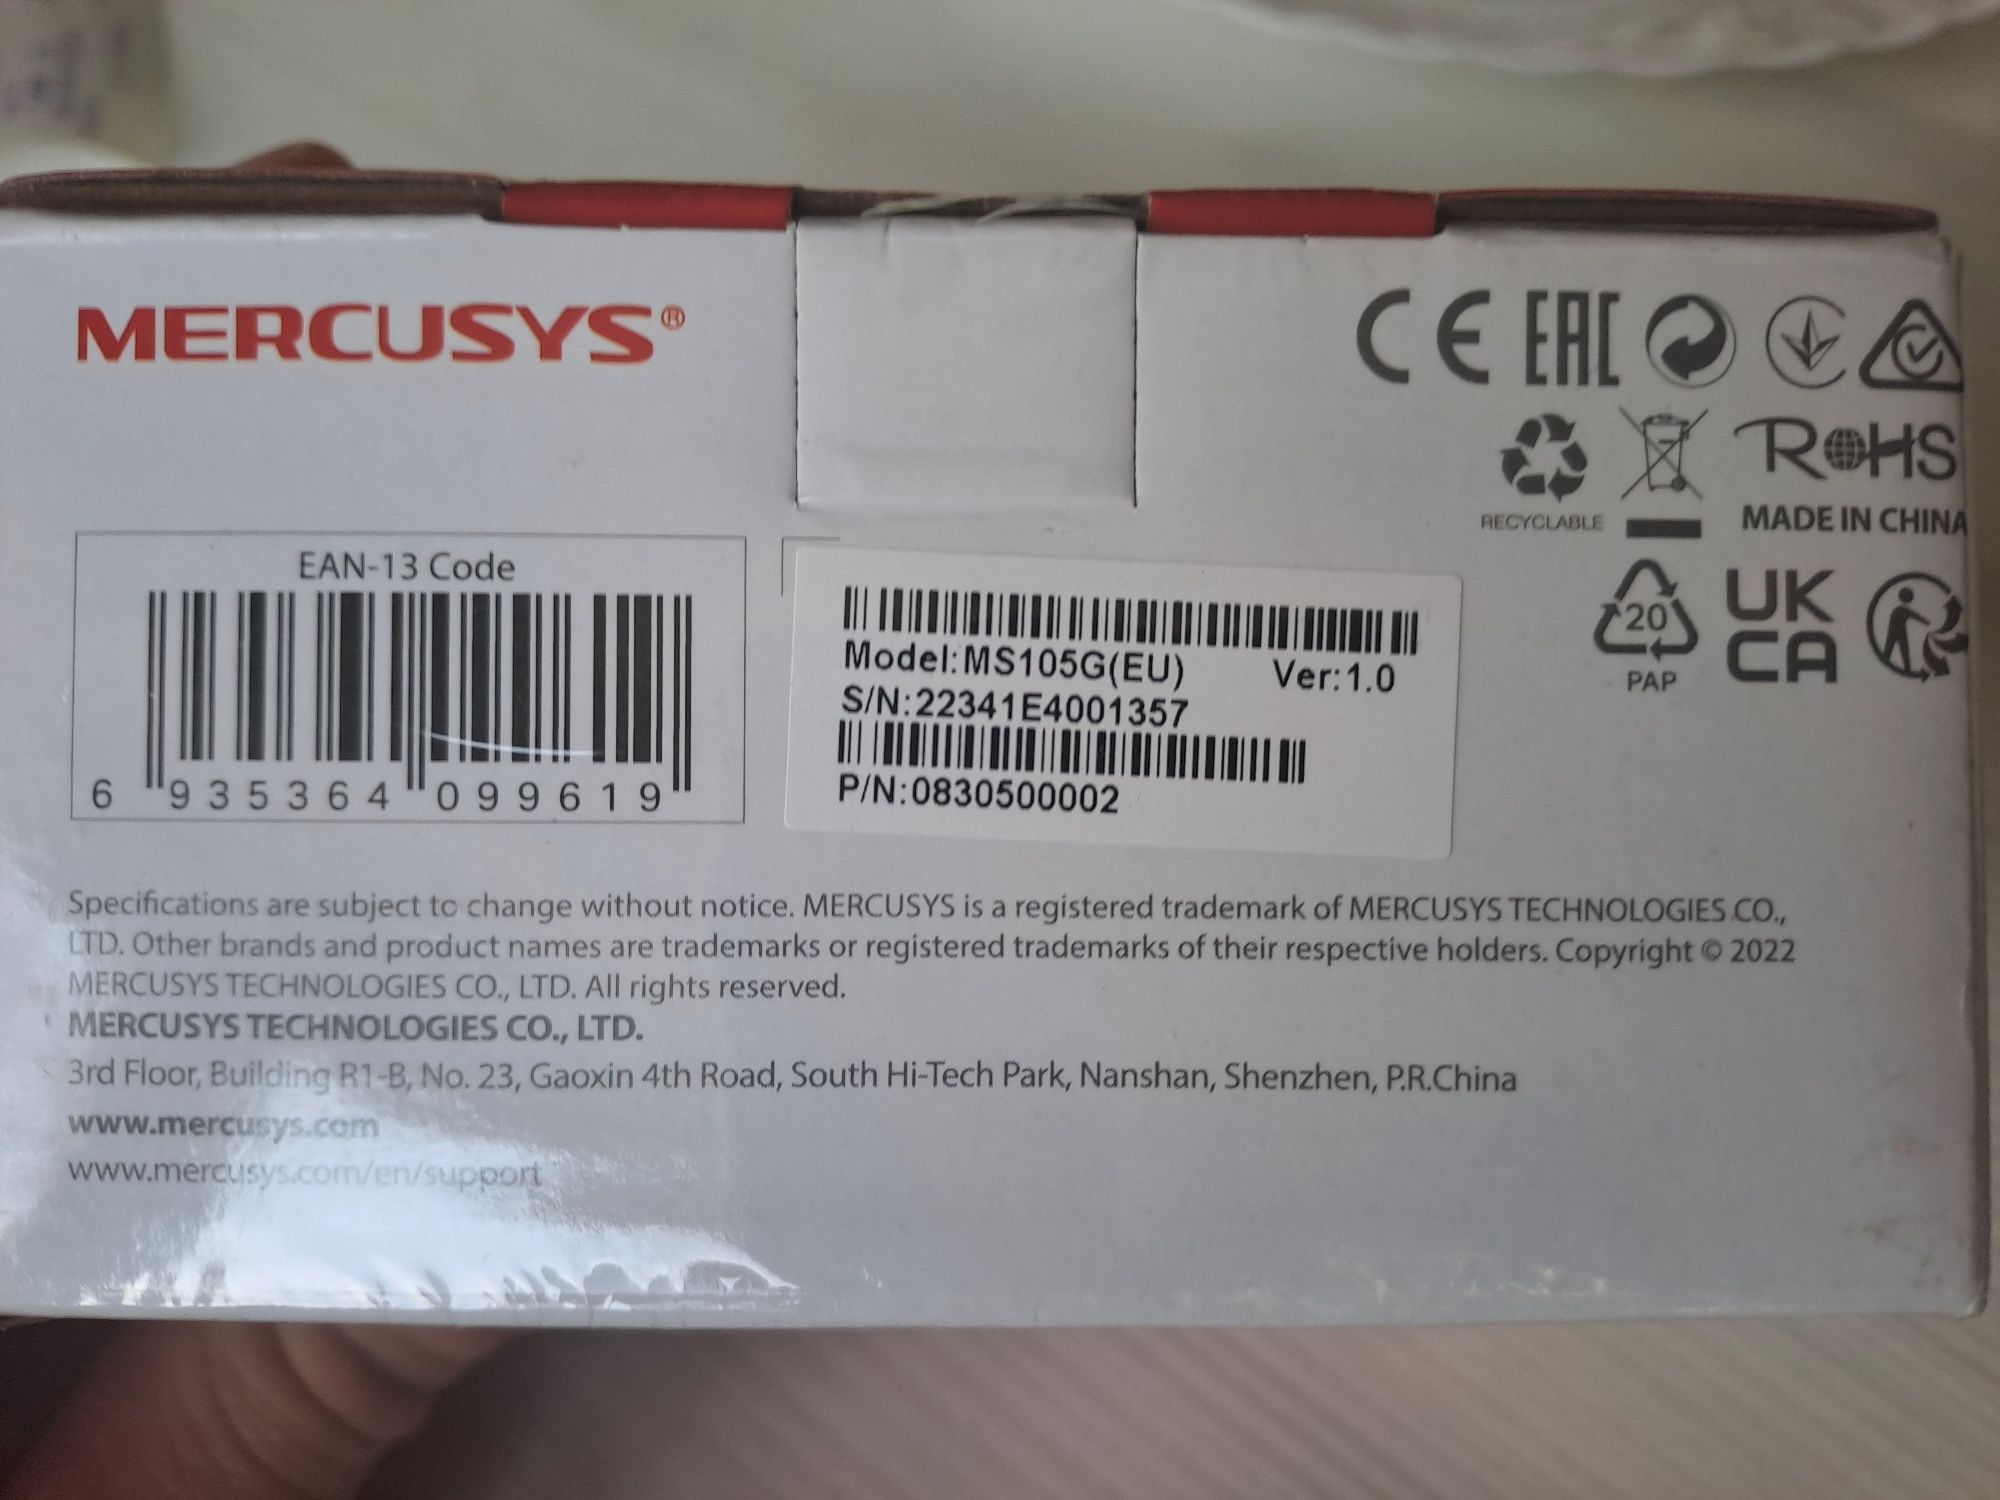 MERCUSYS®
CE EAC
RECYCLABLE
RoHS
MADE IN CHINA
20
PAP
UK
CA
EAN-13 Code
6 935364 099619
Model:MS105G(EU) Ver:1.0
S/N:22341E4001357
P/N:0830500002
Specifications are subject to change without notice. MERCUSYS is a registered trademark of MERCUSYS TECHNOLOGIES CO.,
LTD. Other brands and product names are trademarks or registered trademarks of their respective holders. Copyright © 2022
MERCUSYS TECHNOLOGIES CO., LTD. All rights reserved.
MERCUSYS TECHNOLOGIES CO., LTD.
3rd Floor, Building R1-B, No. 23, Gaoxin 4th Road, South Hi-Tech Park, Nanshan, Shenzhen, P.R.China
www.mercusys.com
www.mercusys.com/en/support